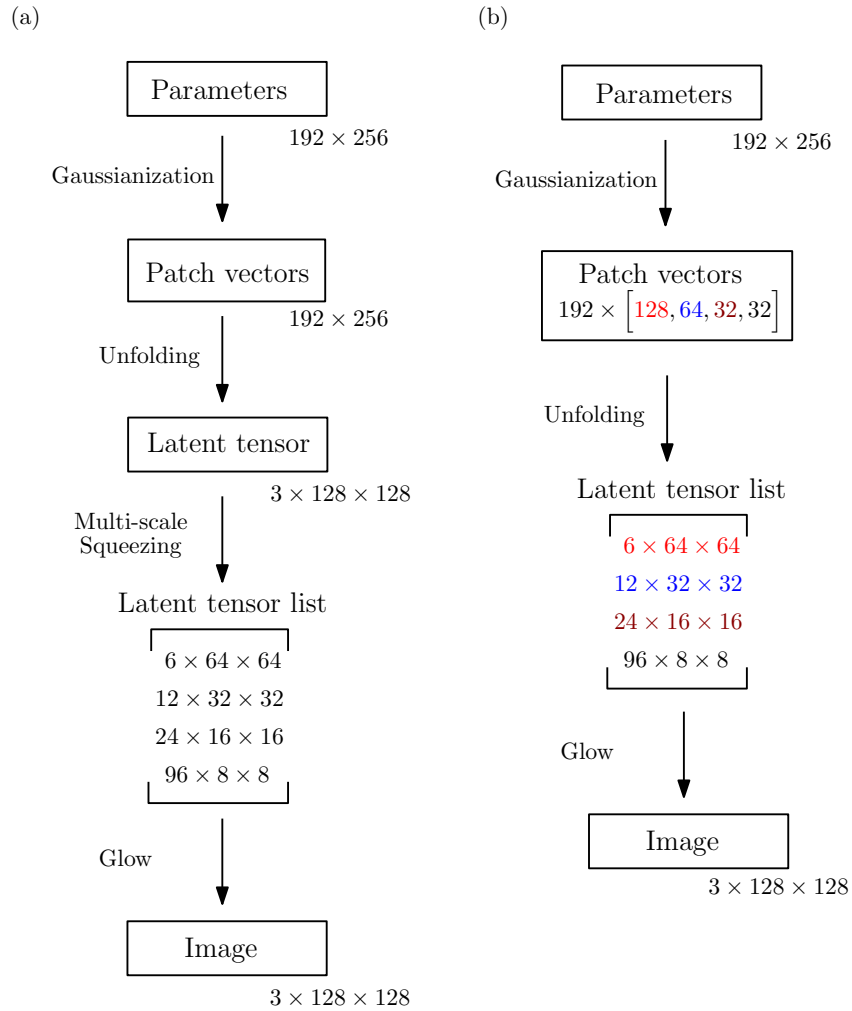 (a)
Parameters
192 × 256
Gaussianization
Patch vectors
192 × 256
Unfolding
Latent tensor
3 × 128 × 128
Multi-scale
Squeezing
Latent tensor list
6 × 64 × 64
12 × 32 × 32
24 × 16 × 16
96 × 8 × 8
Glow
Image
3 × 128 × 128
(b)
Parameters
192 × 256
Gaussianization
Patch vectors
192 × [128, 64, 32, 32]
Unfolding
Latent tensor list
6 × 64 × 64
12 × 32 × 32
24 × 16 × 16
96 × 8 × 8
Glow
Image
3 × 128 × 128